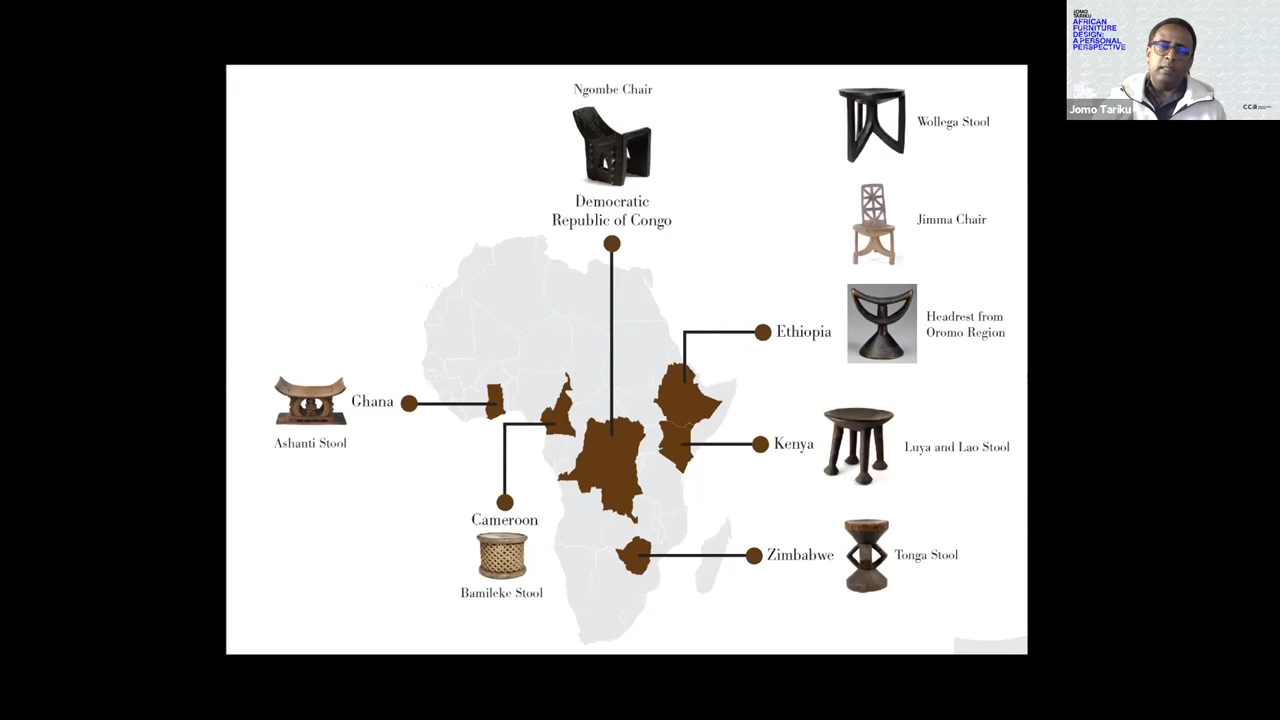 Ngombe Chair
Democratic
Republic of Congo
Wollega Stool
Jimma Chair
Headrest from
Oromo Region
Ethiopia
Ghana
Ashanti Stool
Kenya
Luya and Lao Stool
Cameroon
Bamileke Stool
Zimbabwe
Tonga Stool
JOMO
TARIKU
AFRICAN
FURNITURE
DESIGN:
A PERSONAL
PERSPECTIVE
Jomo Tariku